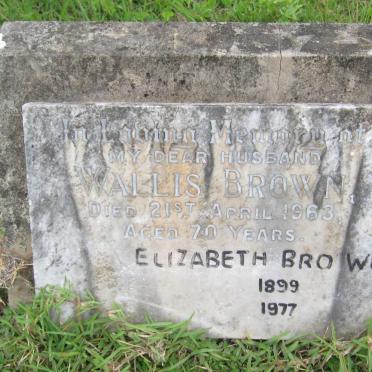 In Loving Memory of
MY DEAR HUSBAND
WALLIS BROWN
DIED 21ST APRIL 1963
AGED 70 YEARS.
ELIZABETH BROW
1899
1977